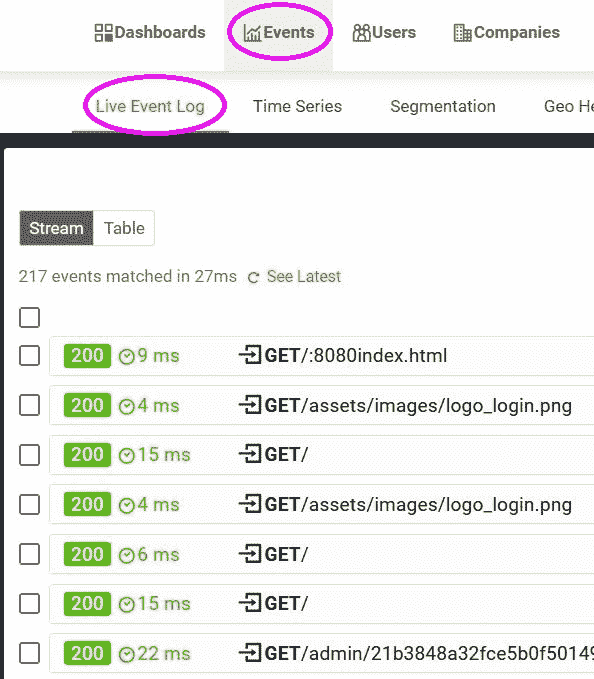 Dashboards Events Users Companies
Live Event Log Time Series Segmentation Geo He
Stream Table
217 events matched in 27ms See Latest
200 9 ms GET/:8080index.html
200 4 ms GET/assets/images/logo_login.png
200 15 ms GET/
200 4 ms GET/assets/images/logo_login.png
200 6 ms GET/
200 15 ms GET/
200 22 ms GET/admin/21b3848a32fce5b0f50149